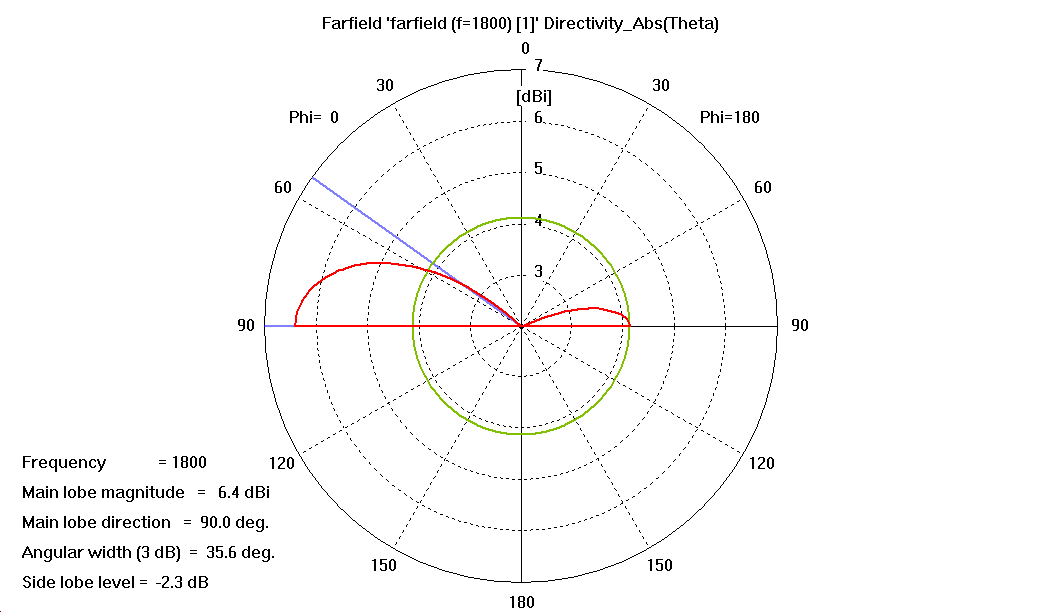 Farfield 'farfield (f=1800) [1]' Directivity_Abs(Theta)
0
7
30
30
[dBi]
Phi= 0
Phi=180
6
5
60
60
4
3
90
90
120
120
Frequency = 1800
Main lobe magnitude = 6.4 dBi
Main lobe direction = 90.0 deg.
Angular width (3 dB) = 35.6 deg.
150
150
Side lobe level = -2.3 dB
180